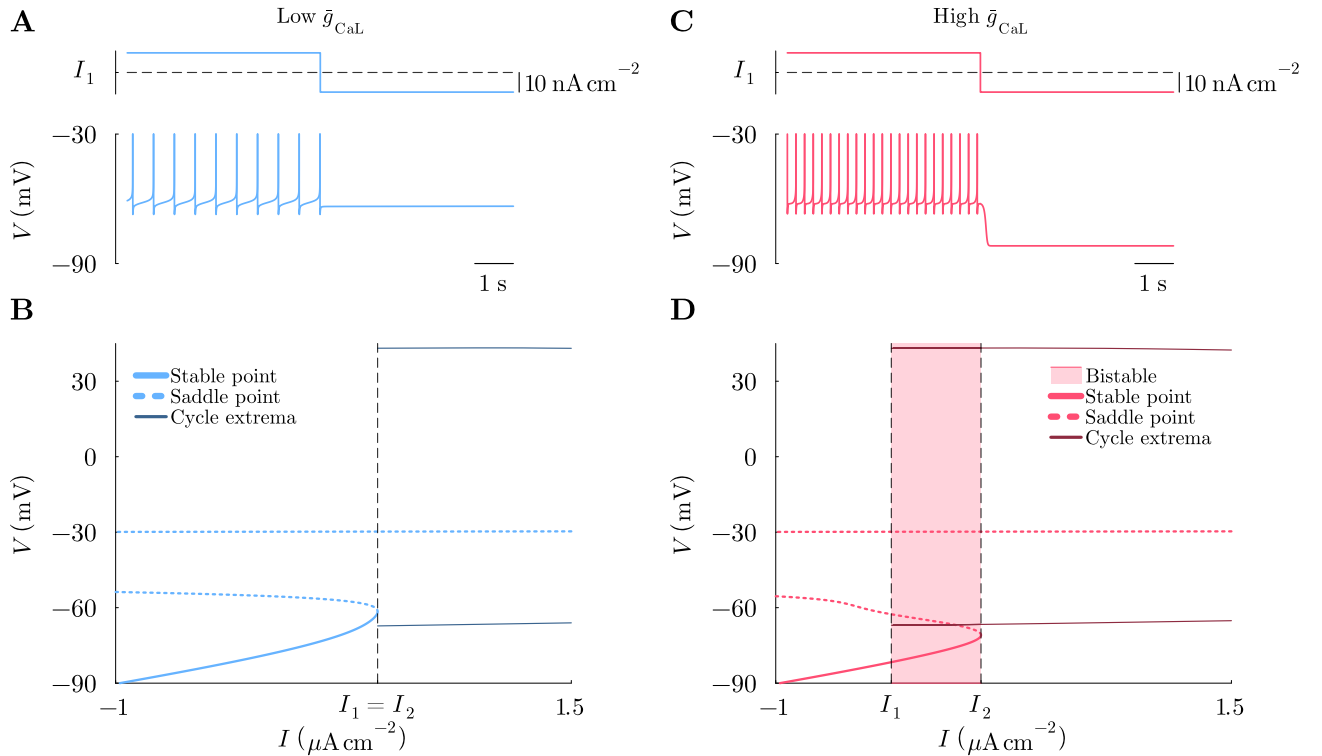 A
Low ḡ_CaL
I₁
10 nA cm⁻²
−30
V (mV)
−90
1 s
B
Stable point
Saddle point
Cycle extrema
30
0
−30
−60
−90
V (mV)
−1
I₁ = I₂
1.5
I (μA cm⁻²)
C
High ḡ_CaL
I₁
10 nA cm⁻²
−30
V (mV)
−90
1 s
D
Bistable
Stable point
Saddle point
Cycle extrema
30
0
−30
−60
−90
V (mV)
−1
I₁
I₂
1.5
I (μA cm⁻²)